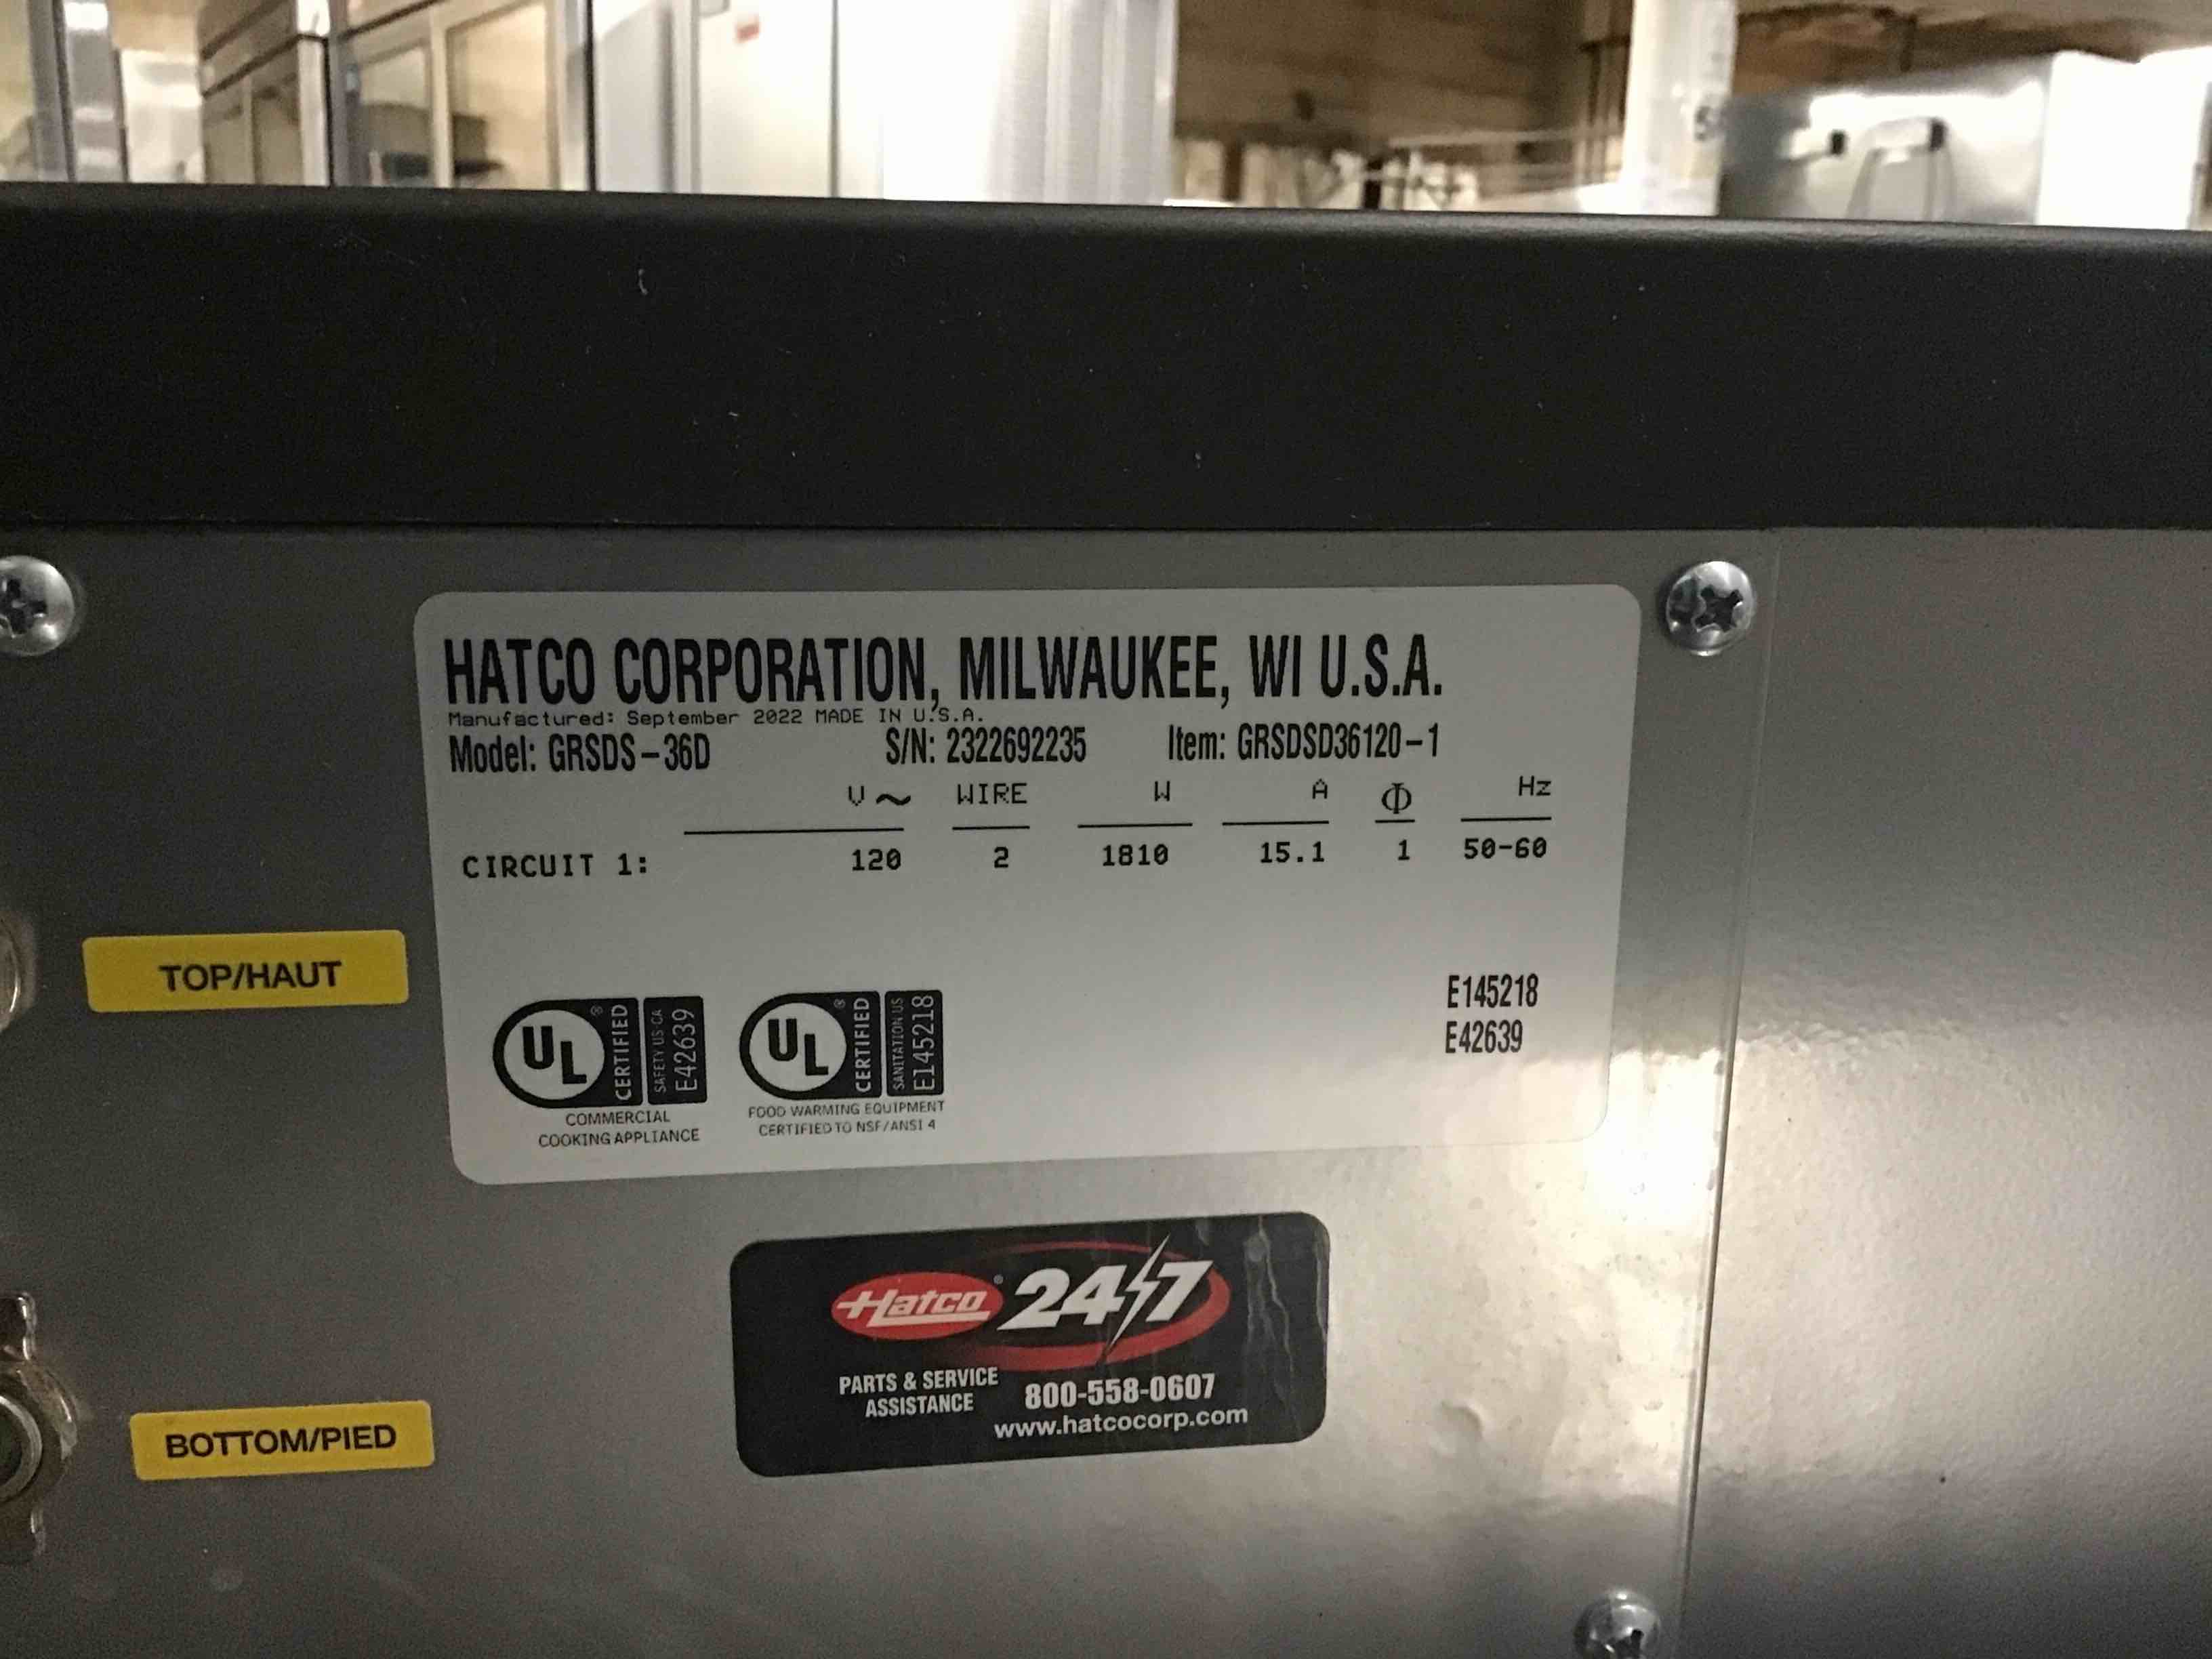 HATCO CORPORATION, MILWAUKEE, WI U.S.A.
Manufactured: September 2022 MADE IN U.S.A.
Model: GRSDS-36D S/N: 2322692235 Item: GRSDSD36120-1
V~ WIRE W A Φ Hz
CIRCUIT 1: 120 2 1810 15.1 1 50-60
TOP/HAUT
E145218
E42639
UL® CERTIFIED SAFETY US-CA E42639
COMMERCIAL
COOKING APPLIANCE
UL® CERTIFIED SANITATION US E145218
FOOD WARMING EQUIPMENT
CERTIFIED TO NSF/ANSI 4
Hatco® 24/7
PARTS & SERVICE
ASSISTANCE
800-558-0607
www.hatcocorp.com
BOTTOM/PIED